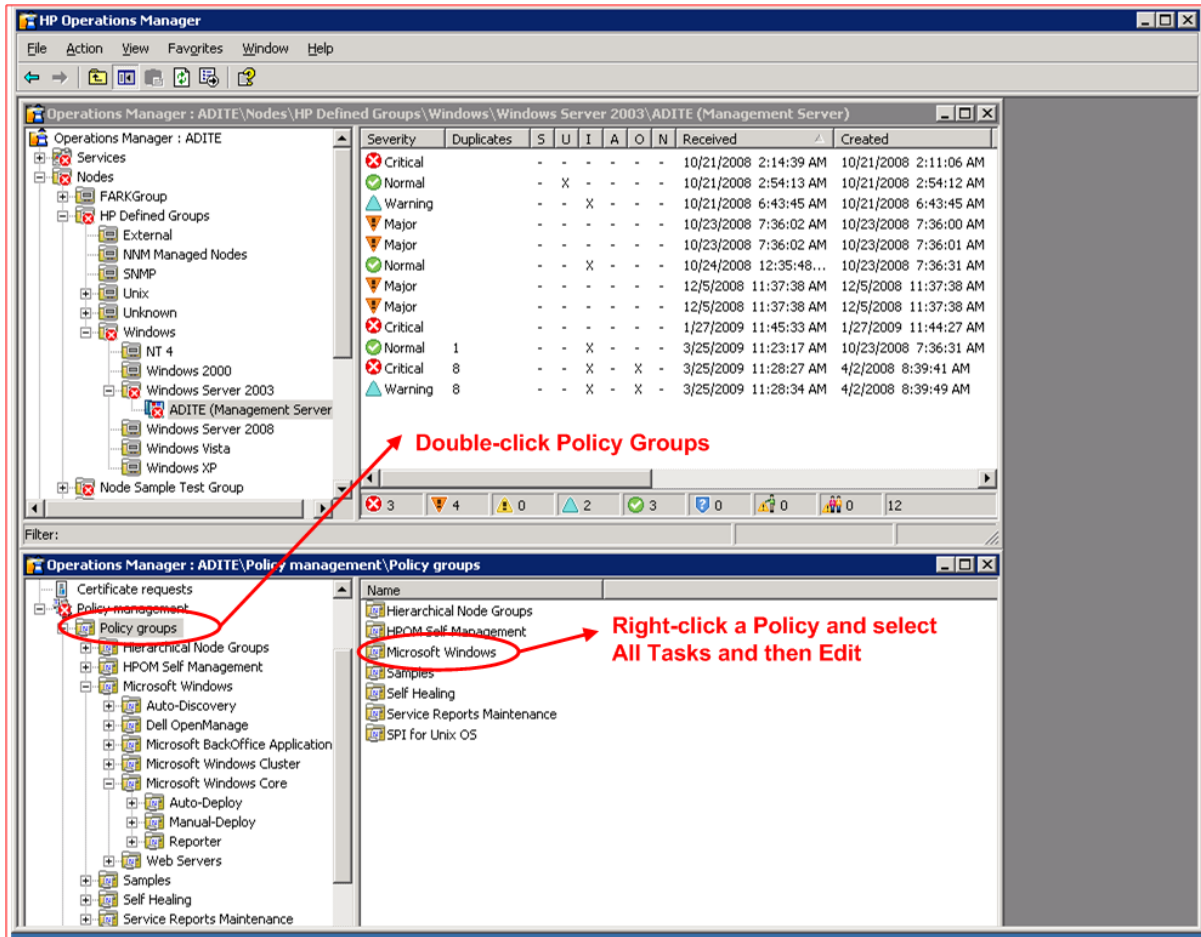 HP Operations Manager
File Action View Favorites Window Help
Operations Manager : ADITE\Nodes\HP Defined Groups\Windows\Windows Server 2003\ADITE (Management Server)
Operations Manager : ADITE
Services
Nodes
FARKGroup
HP Defined Groups
External
NNM Managed Nodes
SNMP
Unix
Unknown
Windows
NT 4
Windows 2000
Windows Server 2003
ADITE (Management Server
Windows Server 2008
Windows Vista
Windows XP
Node Sample Test Group
Severity Duplicates S U I A O N Received Created
Critical - - - - - - 10/21/2008 2:14:39 AM 10/21/2008 2:11:06 AM
Normal - X - - - - 10/21/2008 2:54:13 AM 10/21/2008 2:54:12 AM
Warning - - X - - - 10/21/2008 6:43:45 AM 10/21/2008 6:43:45 AM
Major - - - - - - 10/23/2008 7:36:02 AM 10/23/2008 7:36:00 AM
Major - - - - - - 10/23/2008 7:36:02 AM 10/23/2008 7:36:01 AM
Normal - - X - - - 10/24/2008 12:35:48... 10/23/2008 7:36:31 AM
Major - - - - - - 12/5/2008 11:37:38 AM 12/5/2008 11:37:38 AM
Major - - - - - - 12/5/2008 11:37:38 AM 12/5/2008 11:37:38 AM
Critical - - - - - - 1/27/2009 11:45:33 AM 1/27/2009 11:44:27 AM
Normal 1 - - X - - - 3/25/2009 11:23:17 AM 10/23/2008 7:36:31 AM
Critical 8 - - X - X - 3/25/2009 11:28:27 AM 4/2/2008 8:39:41 AM
Warning 8 - - X - X - 3/25/2009 11:28:34 AM 4/2/2008 8:39:49 AM
Double-click Policy Groups
3 4 0 2 3 0 0 0 12
Filter:
Operations Manager : ADITE\Policy management\Policy groups
Certificate requests
Policy management
Policy groups
Hierarchical Node Groups
HPOM Self Management
Microsoft Windows
Auto-Discovery
Dell OpenManage
Microsoft BackOffice Application
Microsoft Windows Cluster
Microsoft Windows Core
Auto-Deploy
Manual-Deploy
Reporter
Web Servers
Samples
Self Healing
Service Reports Maintenance
Name
Hierarchical Node Groups
HPOM Self Management
Microsoft Windows
Samples
Self Healing
Service Reports Maintenance
SPI for Unix OS
Right-click a Policy and select
All Tasks and then Edit